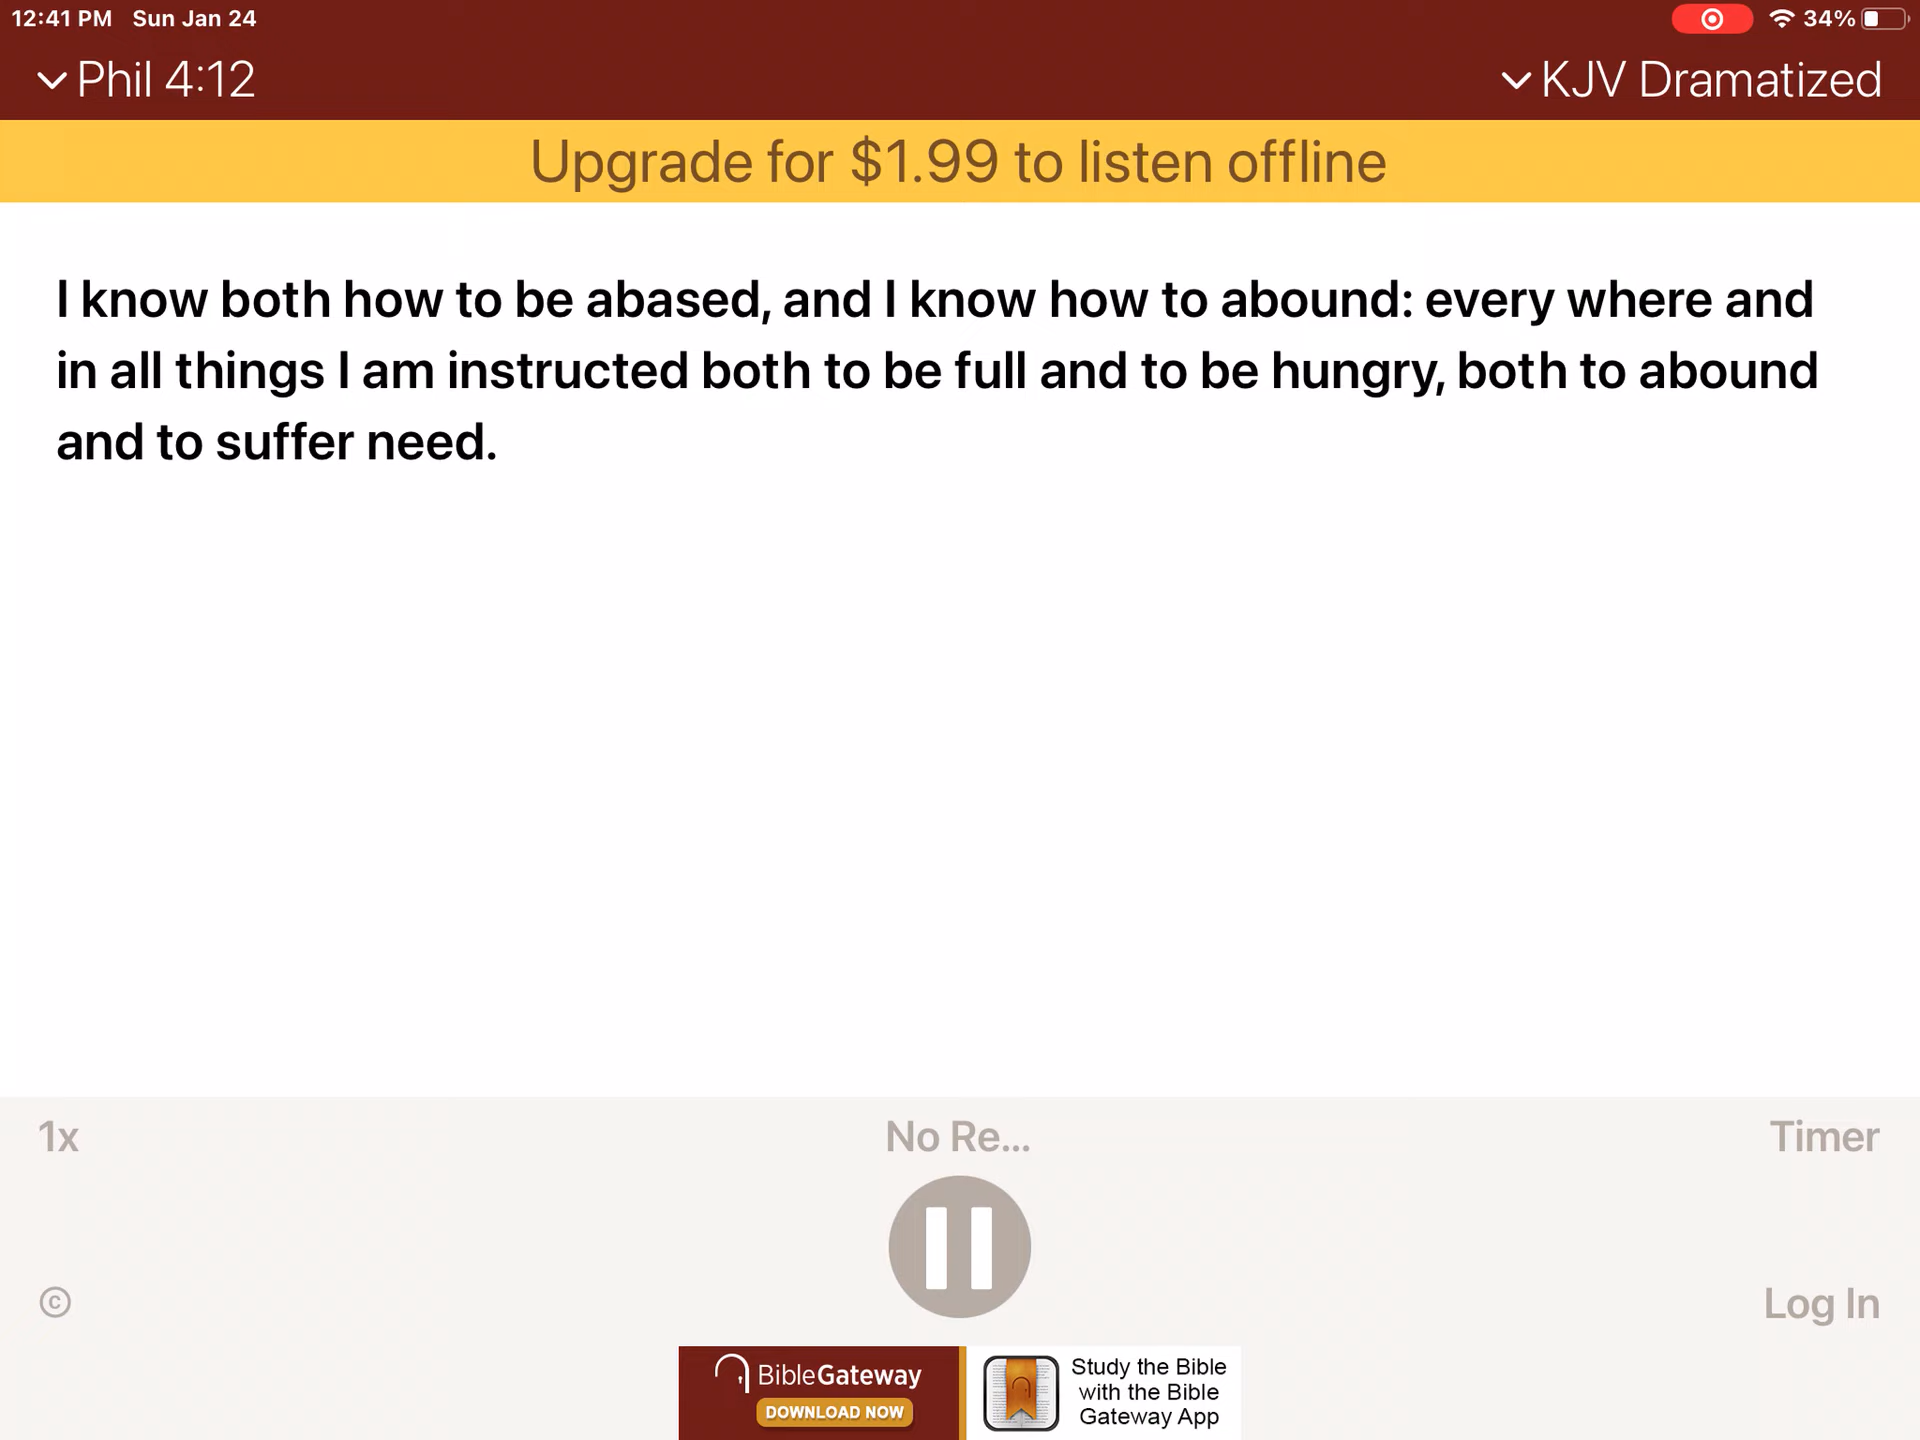 12:41 PM Sun Jan 24
34%
Phil 4:12
KJV Dramatized
Upgrade for $1.99 to listen offline
I know both how to be abased, and I know how to abound: every where and
in all things I am instructed both to be full and to be hungry, both to abound
and to suffer need.
1x
No Re...
Timer
©
Log In
BibleGateway
DOWNLOAD NOW
Study the Bible
with the Bible
Gateway App